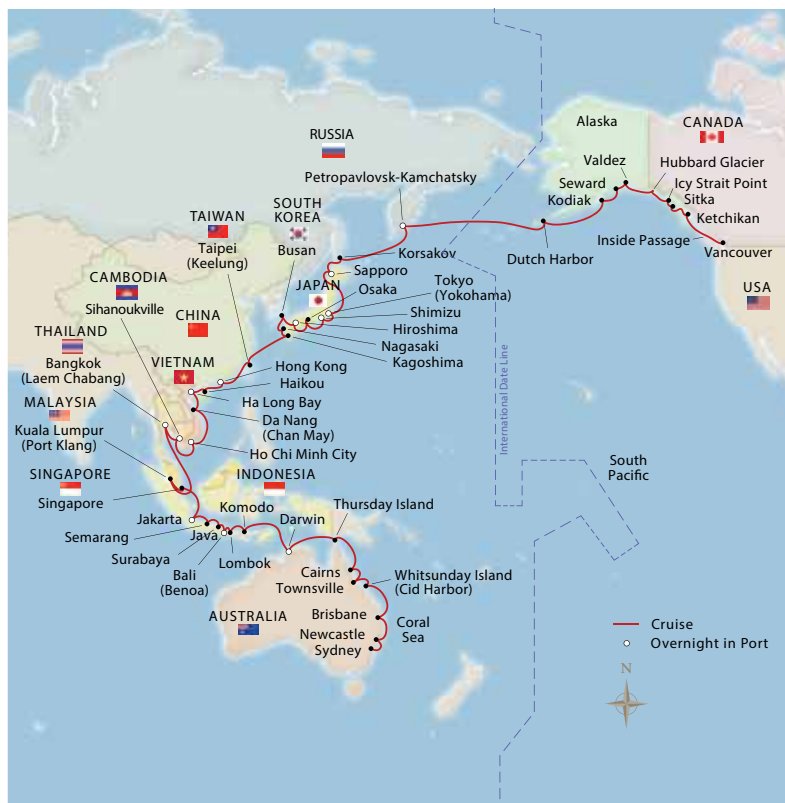 Alaska
CANADA
RUSSIA
Valdez
Hubbard Glacier
Petropavlovsk-Kamchatsky
Seward
Kodiak
Icy Strait Point
Sitka
Ketchikan
Inside Passage
Vancouver
Dutch Harbor
USA
SOUTH
KOREA
Busan
TAIWAN
Taipei
(Keelung)
Korsakov
Sapporo
JAPAN
Osaka
Tokyo
(Yokohama)
Shimizu
Hiroshima
Nagasaki
Kagoshima
CAMBODIA
Sihanoukville
CHINA
THAILAND
Bangkok
(Laem Chabang)
VIETNAM
Hong Kong
Haikou
Ha Long Bay
Da Nang
(Chan May)
Ho Chi Minh City
MALAYSIA
Kuala Lumpur
(Port Klang)
SINGAPORE
Singapore
INDONESIA
International Date Line
South
Pacific
Jakarta
Semarang
Java
Surabaya
Bali
(Benoa)
Lombok
Komodo
Darwin
Thursday Island
Cairns
Townsville
Whitsunday Island
(Cid Harbor)
AUSTRALIA
Brisbane
Newcastle
Sydney
Coral
Sea
Cruise
Overnight in Port
N